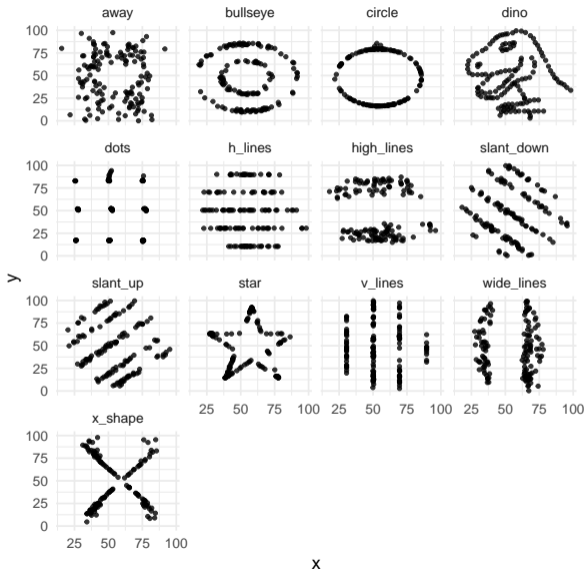 away bullseye circle dino
100
75
50
25
0
dots h_lines high_lines slant_down
100
75
50
25
0
y
slant_up star v_lines wide_lines
100
75
50
25
0
25 50 75 100 25 50 75 100 25 50 75 100
x_shape
100
75
50
25
0
25 50 75 100
x